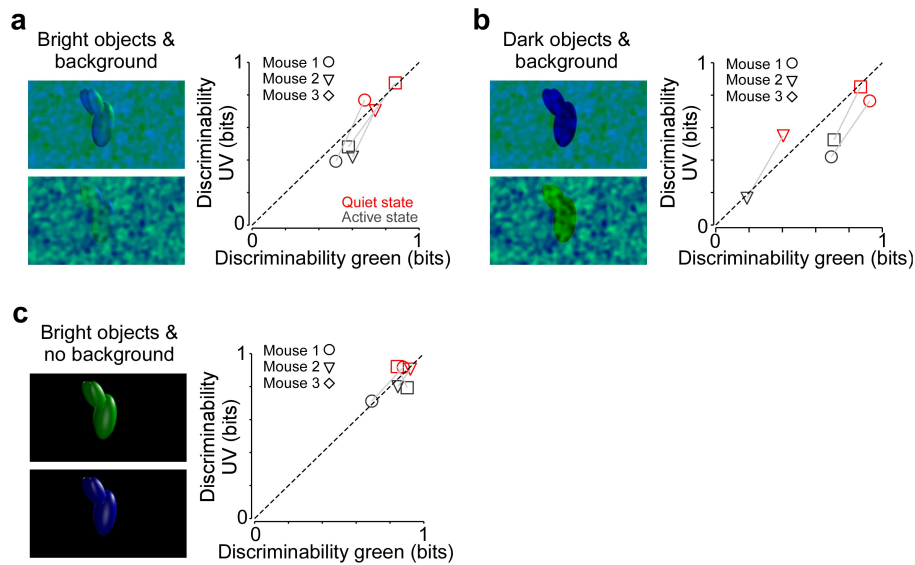 a
Bright objects &
background
Discriminability
UV (bits)
1
0
Mouse 1
Mouse 2
Mouse 3
Quiet state
Active state
0
1
Discriminability green (bits)
b
Dark objects &
background
Discriminability
UV (bits)
1
0
Mouse 1
Mouse 2
Mouse 3
0
1
Discriminability green (bits)
c
Bright objects &
no background
Discriminability
UV (bits)
1
0
Mouse 1
Mouse 2
Mouse 3
0
1
Discriminability green (bits)